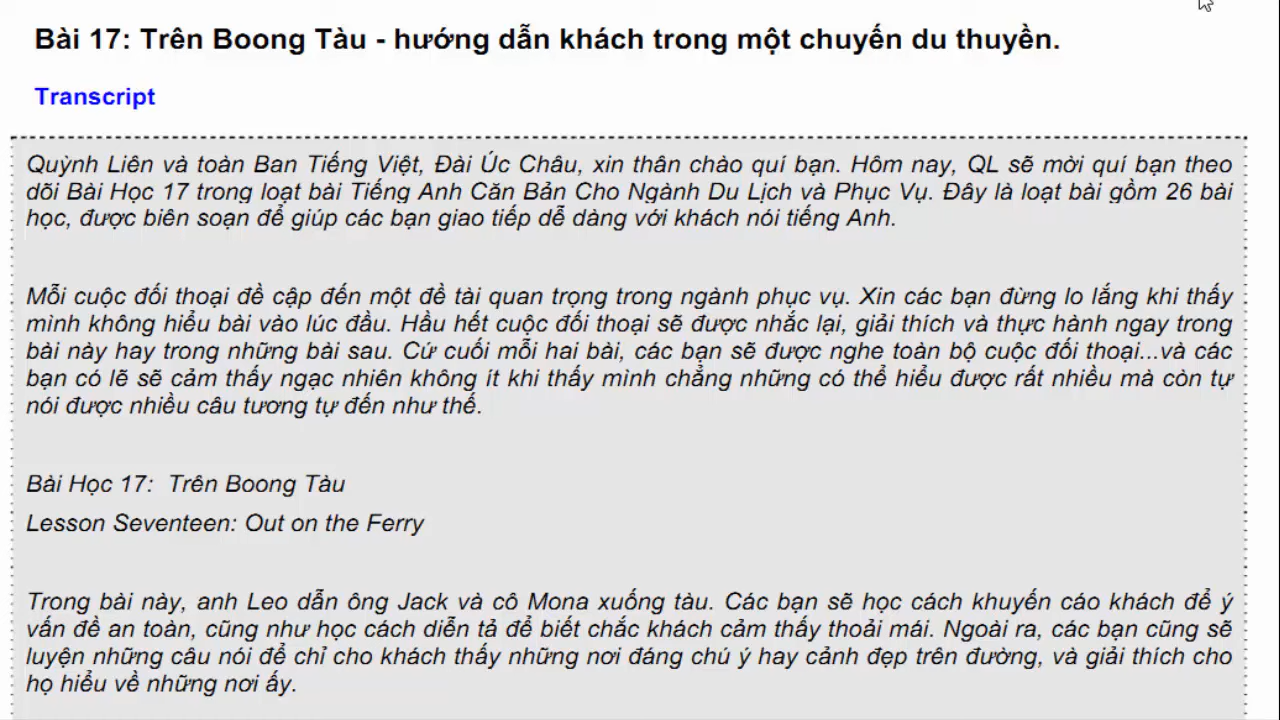 Bài 17: Trên Boong Tàu - hướng dẫn khách trong một chuyến du thuyền.
Transcript
Quỳnh Liên và toàn Ban Tiếng Việt, Đài Úc Châu, xin thân chào quí bạn. Hôm nay, QL sẽ mời quí bạn theo
dõi Bài Học 17 trong loạt bài Tiếng Anh Căn Bản Cho Ngành Du Lịch và Phục Vụ. Đây là loạt bài gồm 26 bài
học, được biên soạn để giúp các bạn giao tiếp dễ dàng với khách nói tiếng Anh.
Mỗi cuộc đối thoại đề cập đến một đề tài quan trọng trong ngành phục vụ. Xin các bạn đừng lo lắng khi thấy
mình không hiểu bài vào lúc đầu. Hầu hết cuộc đối thoại sẽ được nhắc lại, giải thích và thực hành ngay trong
bài này hay trong những bài sau. Cứ cuối mỗi hai bài, các bạn sẽ được nghe toàn bộ cuộc đối thoại...và các
bạn có lẽ sẽ cảm thấy ngạc nhiên không ít khi thấy mình chẳng những có thể hiểu được rất nhiều mà còn tự
nói được nhiều câu tương tự đến như thế.
Bài Học 17: Trên Boong Tàu
Lesson Seventeen: Out on the Ferry
Trong bài này, anh Leo dẫn ông Jack và cô Mona xuống tàu. Các bạn sẽ học cách khuyến cáo khách để ý
vấn đề an toàn, cũng như học cách diễn tả để biết chắc khách cảm thấy thoải mái. Ngoài ra, các bạn cũng sẽ
luyện những câu nói để chỉ cho khách thấy những nơi đáng chú ý hay cảnh đẹp trên đường, và giải thích cho
họ hiểu về những nơi ấy.